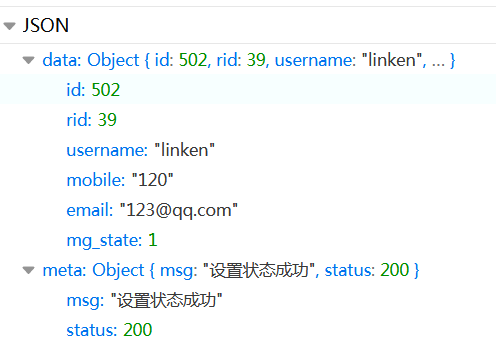 JSON
data: Object { id: 502, rid: 39, username: "linken", … }
id: 502
rid: 39
username: "linken"
mobile: "120"
email: "123@qq.com"
mg_state: 1
meta: Object { msg: "设置状态成功", status: 200 }
msg: "设置状态成功"
status: 200